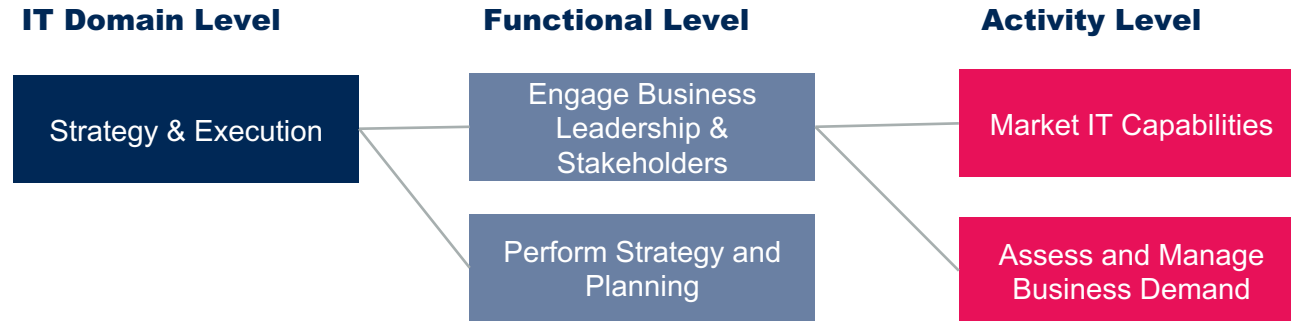 IT Domain Level
Functional Level
Activity Level
Strategy & Execution
Engage Business
Leadership &
Stakeholders
Market IT Capabilities
Perform Strategy and
Planning
Assess and Manage
Business Demand